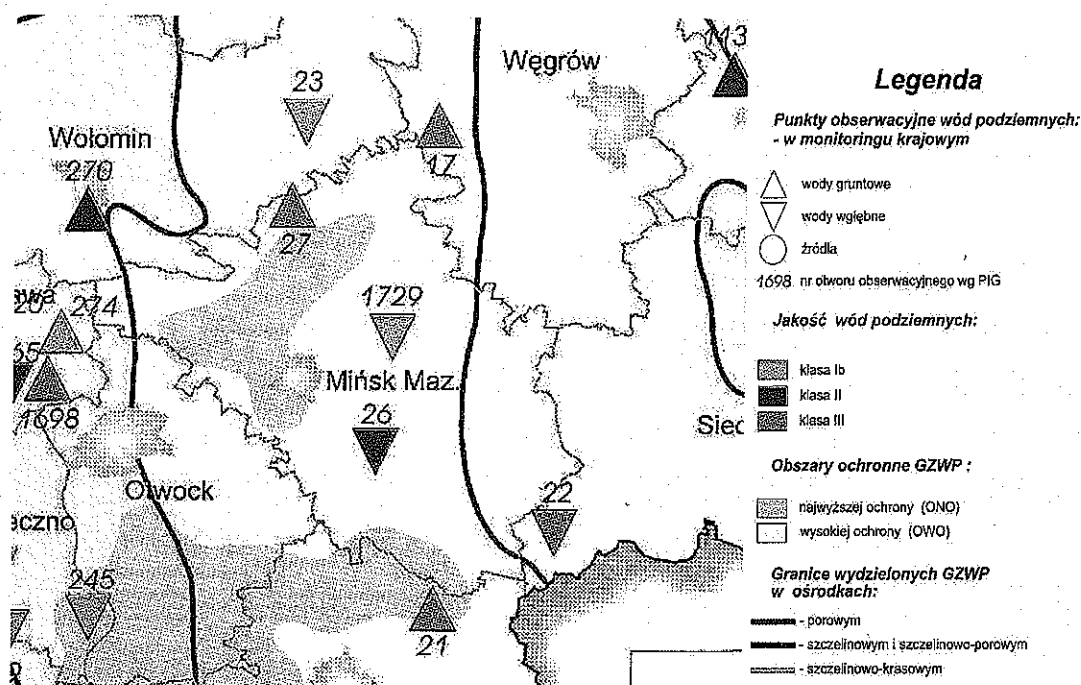 Węgrów
113
23
Wołomin
270
17
27
1729
274
Mińsk Maz.
1698
26
Siec
Otwock
22
eczno
245
21
Legenda
Punkty obserwacyjne wód podziemnych:
- w monitoringu krajowym
wody gruntowe
wody wgłębne
źródła
1698 nr otworu obserwacyjnego wg PIG
Jakość wód podziemnych:
klasa Ib
klasa II
klasa III
Obszary ochronne GZWP :
najwyższej ochrony (ONO)
wysokiej ochrony (OWO)
Granice wydzielonych GZWP
w ośrodkach:
- porowym
- szczelinowym i szczelinowo-porowym
- szczelinowo-krasowym